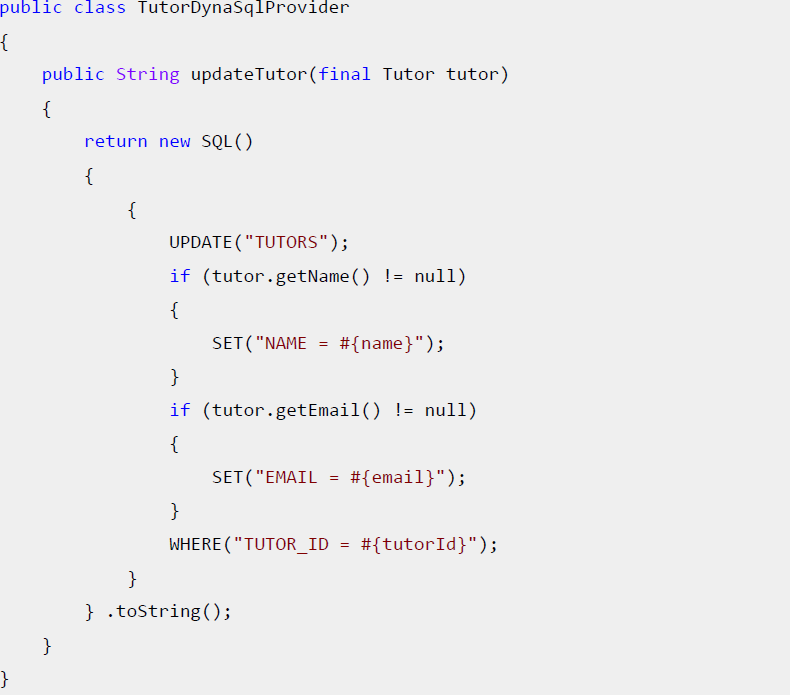 public class TutorDynaSqlProvider
{
    public String updateTutor(final Tutor tutor)
    {
        return new SQL()
        {
            {
                UPDATE("TUTORS");
                if (tutor.getName() != null)
                {
                    SET("NAME = #{name}");
                }
                if (tutor.getEmail() != null)
                {
                    SET("EMAIL = #{email}");
                }
                WHERE("TUTOR_ID = #{tutorId}");
            }
        } .toString();
    }
}